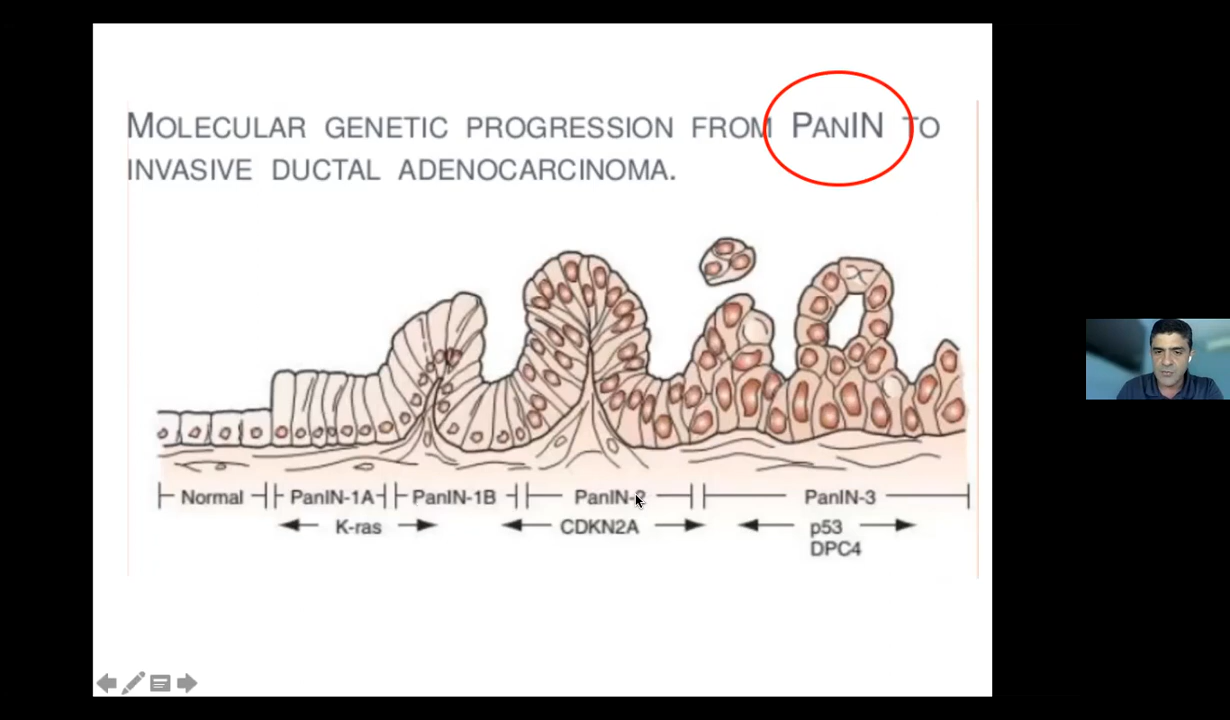 MOLECULAR GENETIC PROGRESSION FROM PANIN TO
INVASIVE DUCTAL ADENOCARCINOMA.
Normal PanIN-1A PanIN-1B PanIN-2 PanIN-3
K-ras CDKN2A p53
DPC4